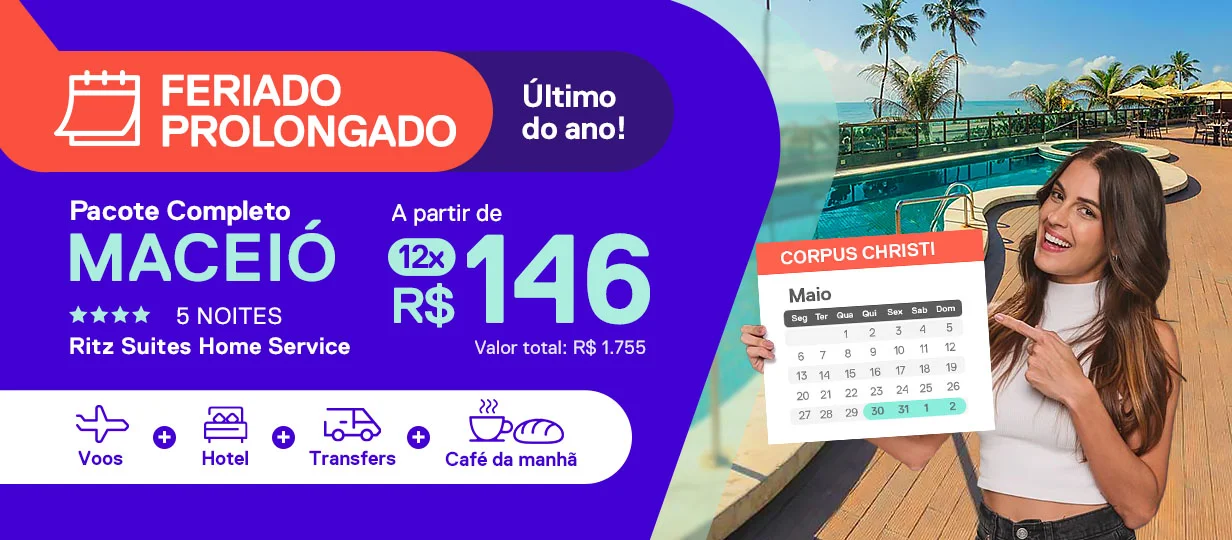 FERIADO
PROLONGADO
Último
do ano!
Pacote Completo
MACEIÓ
5 NOITES
Ritz Suites Home Service
A partir de
12x
R$ 146
Valor total: R$ 1.755
Voos
Hotel
Transfers
Café da manhã
CORPUS CHRISTI
Maio
Seg Ter Qua Qui Sex Sab Dom
1 2 3 4 5
6 7 8 9 10 11 12
13 14 15 16 17 18 19
20 21 22 23 24 25 26
27 28 29 30 31 1 2